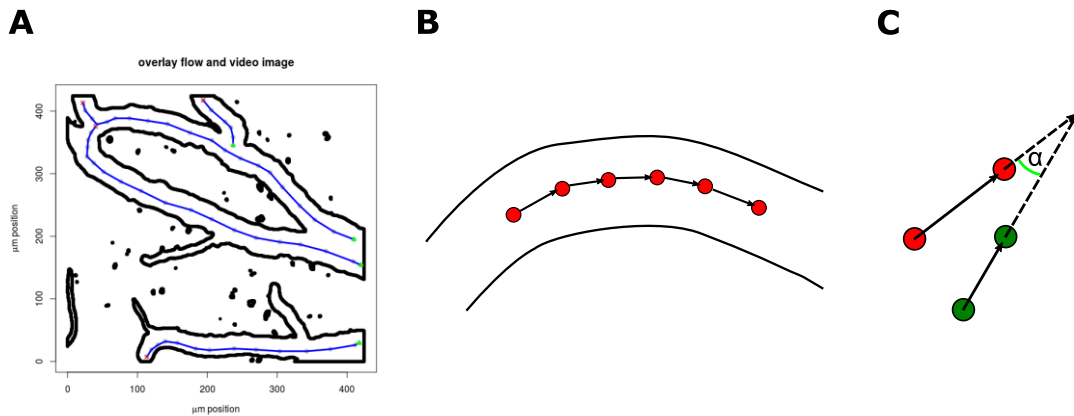 A
B
C
overlay flow and video image
μm position
0
100
200
300
400
0
100
200
300
400
μm position
α